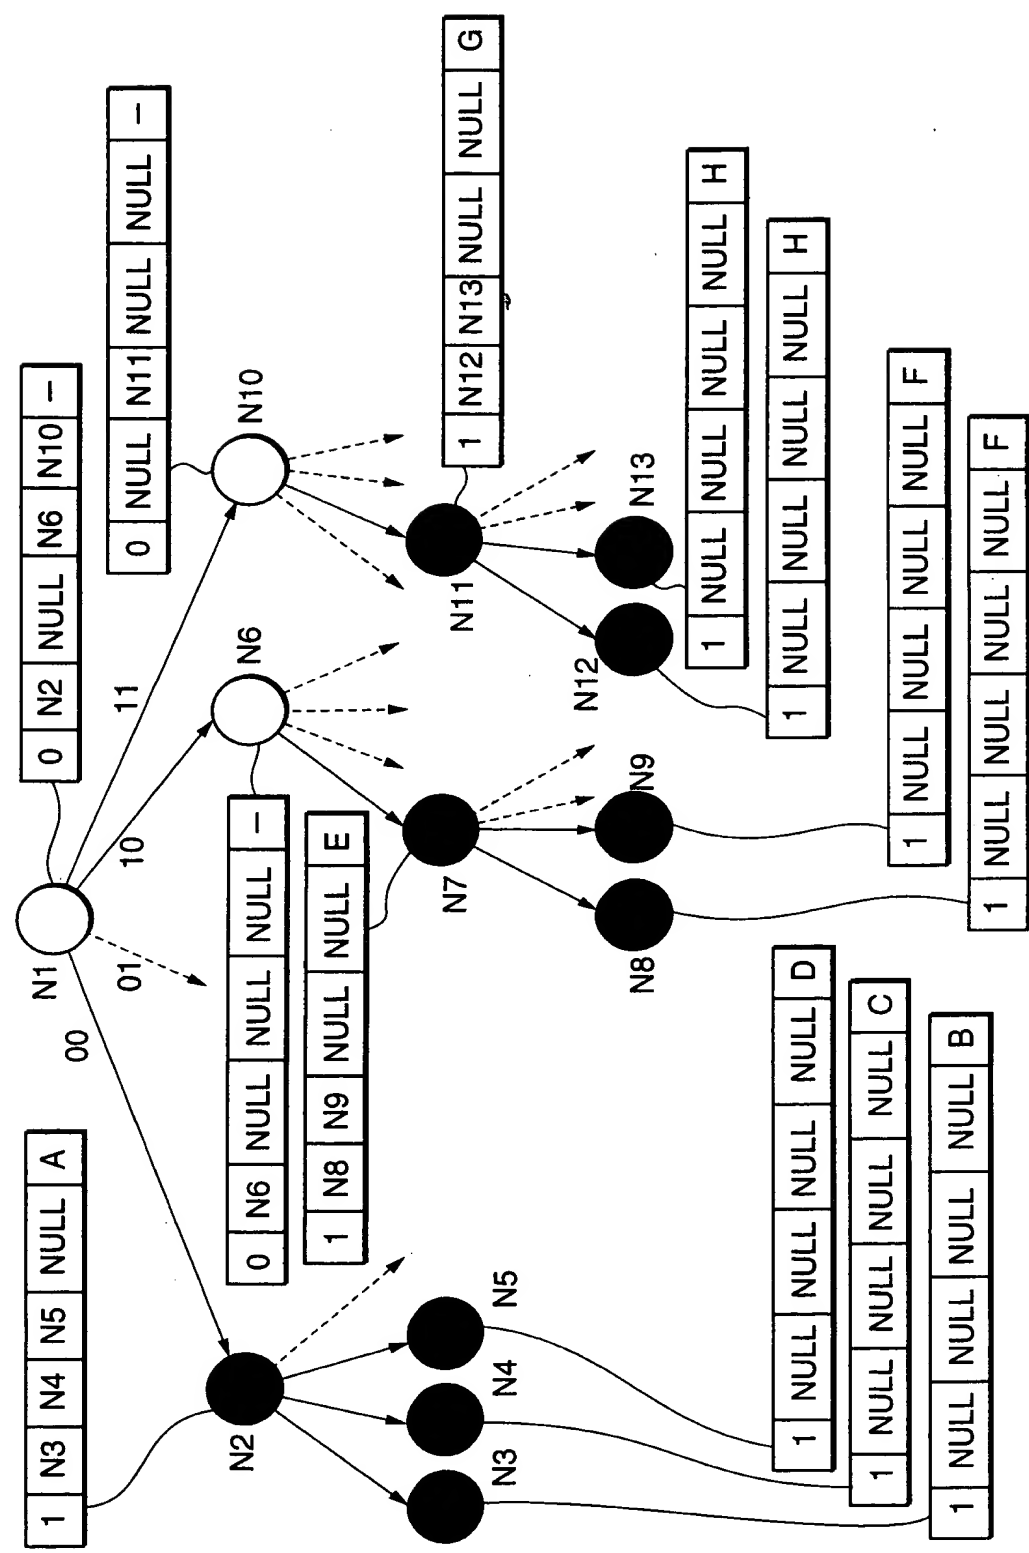 0 N2 NULL N6 N10 –
0 NULL N11 NULL NULL –
1 N3 N4 N5 NULL A
N1
00
01
10
11
N2
N6
N10
0 N6 NULL NULL NULL –
1 N8 N9 NULL NULL E
1 N12 N13 NULL NULL G
N3
N4
N5
N7
N11
N8
N9
N12
N13
1 NULL NULL NULL NULL H
1 NULL NULL NULL NULL H
1 NULL NULL NULL NULL D
1 NULL NULL NULL NULL C
1 NULL NULL NULL NULL B
1 NULL NULL NULL NULL F
1 NULL NULL NULL NULL F